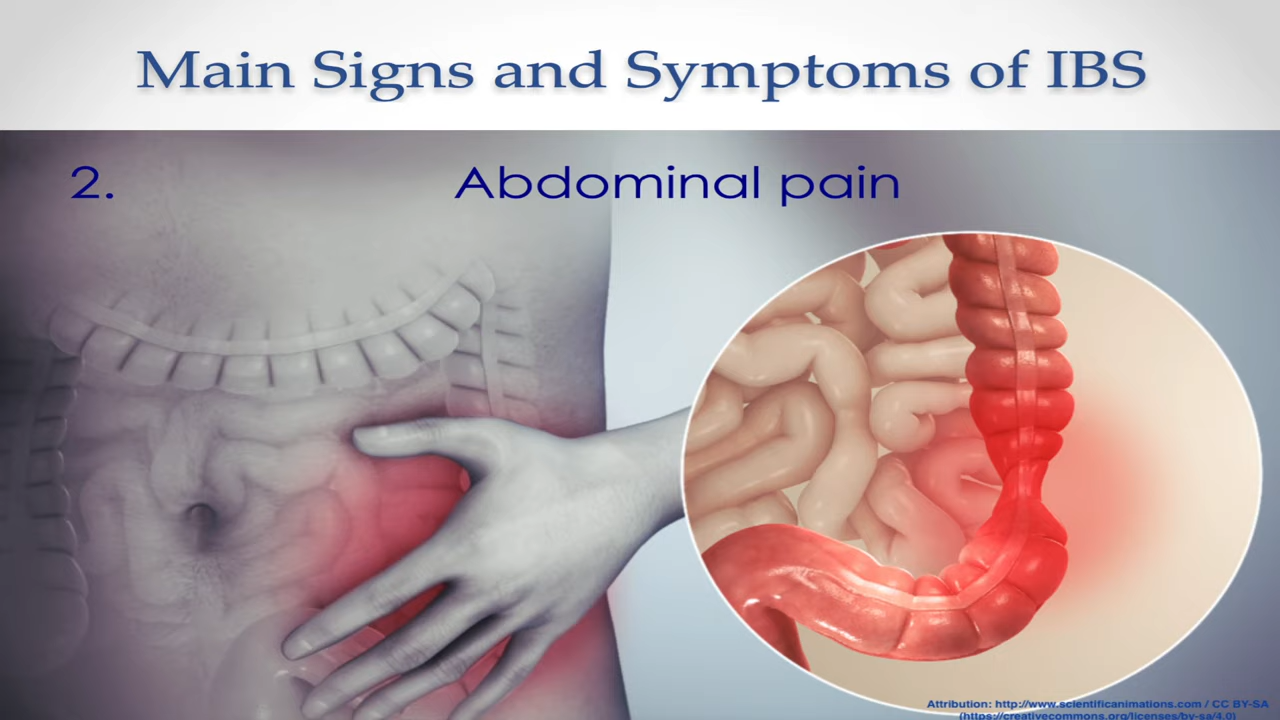 Main Signs and Symptoms of IBS
2. Abdominal pain
Attribution: http://www.scientificanimations.com / CC BY-SA
(https://creativecommons.org/licenses/by-sa/4.0)